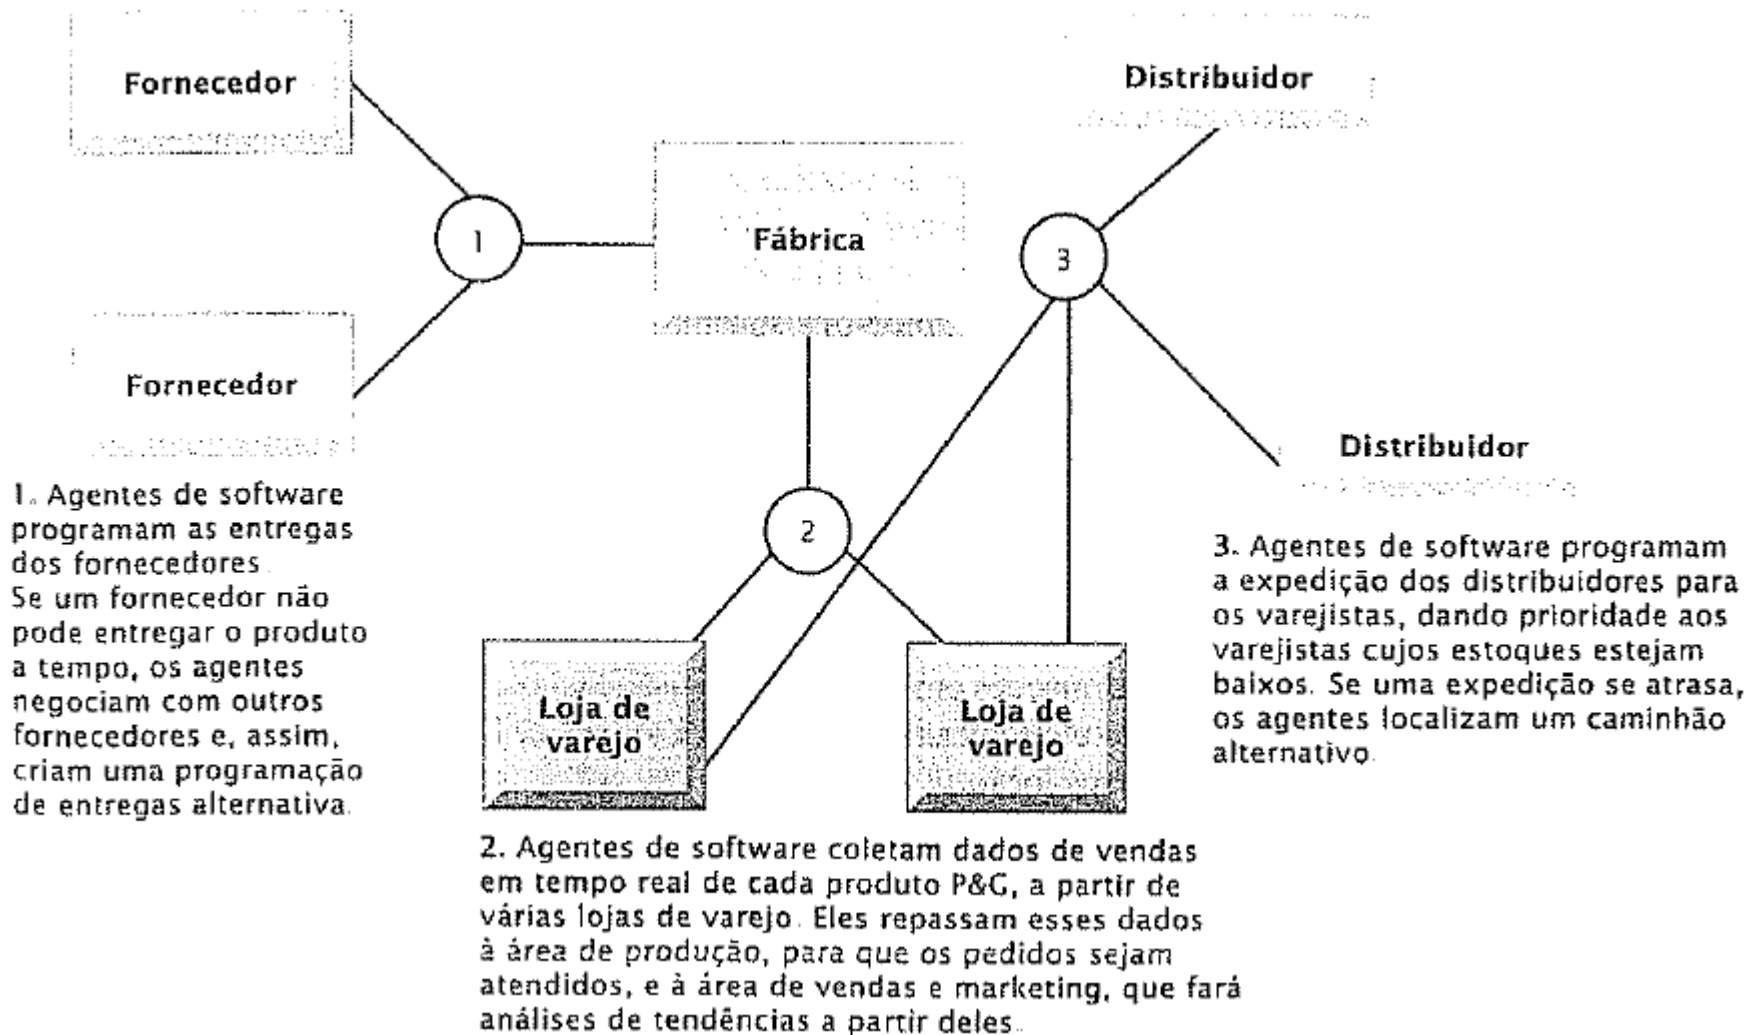 Fornecedor
Distribuidor
1
Fábrica
3
Fornecedor
Distribuidor
1. Agentes de software
programam as entregas
dos fornecedores.
Se um fornecedor não
pode entregar o produto
a tempo, os agentes
negociam com outros
fornecedores e, assim,
criam uma programação
de entregas alternativa.
2
Loja de
varejo
Loja de
varejo
3. Agentes de software programam
a expedição dos distribuidores para
os varejistas, dando prioridade aos
varejistas cujos estoques estejam
baixos. Se uma expedição se atrasa,
os agentes localizam um caminhão
alternativo.
2. Agentes de software coletam dados de vendas
em tempo real de cada produto P&G, a partir de
várias lojas de varejo. Eles repassam esses dados
à área de produção, para que os pedidos sejam
atendidos, e à área de vendas e marketing, que fará
análises de tendências a partir deles.